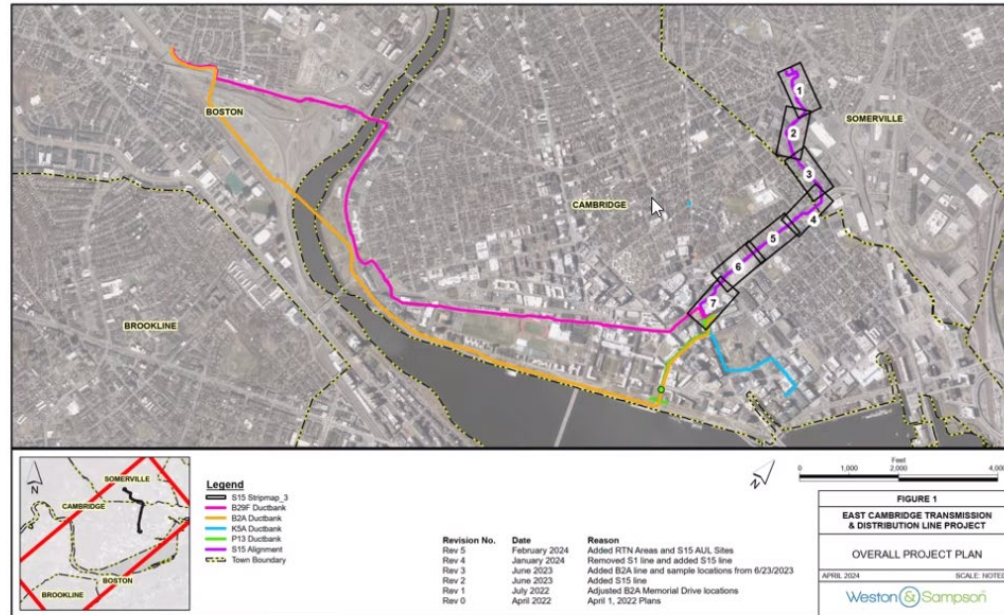 BOSTON
SOMERVILLE
CAMBRIDGE
BROOKLINE
1
2
3
4
5
6
7
N
SOMERVILLE
CAMBRIDGE
BOSTON
BROOKLINE
Legend
S15 Stripmap_3
B29F Ductbank
B2A Ductbank
K5A Ductbank
P13 Ductbank
S15 Alignment
Town Boundary
Revision No. Date Reason
Rev 5 February 2024 Added RTN Areas and S15 AUL Sites
Rev 4 January 2024 Removed S1 line and added S15 line
Rev 3 June 2023 Added B2A line and sample locations from 6/23/2023
Rev 2 June 2023 Added S15 line
Rev 1 July 2022 Adjusted B2A Memorial Drive locations
Rev 0 April 2022 April 1, 2022 Plans
N
Feet
0 1,000 2,000 4,000
FIGURE 1
EAST CAMBRIDGE TRANSMISSION
& DISTRIBUTION LINE PROJECT
OVERALL PROJECT PLAN
APRIL 2024 SCALE: NOTED
Weston & Sampson